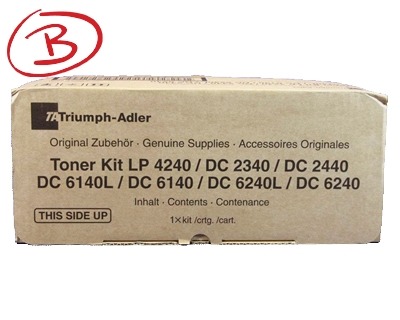 B
TA Triumph-Adler
Original Zubehör · Genuine Supplies · Accessoires Originales
Toner Kit LP 4240 / DC 2340 / DC 2440
DC 6140L / DC 6140 / DC 6240L / DC 6240
THIS SIDE UP
Inhalt · Contents · Contenance
1×kit /crtg. /cart.